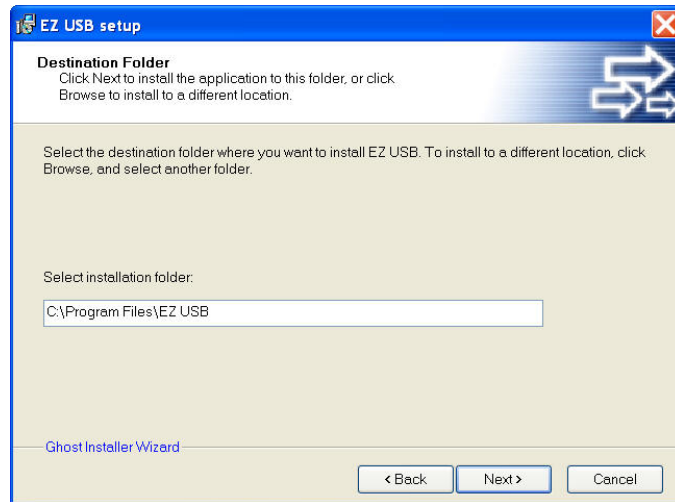 EZ USB setup
Destination Folder
Click Next to install the application to this folder, or click
Browse to install to a different location.
Select the destination folder where you want to install EZ USB. To install to a different location, click
Browse, and select another folder.
Select installation folder:
C:\Program Files\EZ USB
Ghost Installer Wizard
< Back
Next >
Cancel